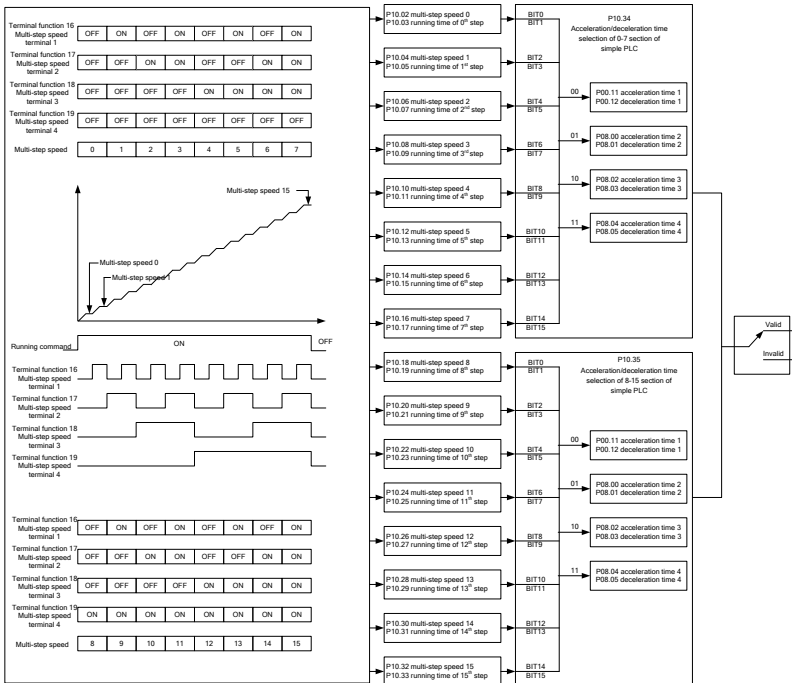 Terminal function 16
Multi-step speed
terminal 1
OFF ON OFF ON OFF ON OFF ON
Terminal function 17
Multi-step speed
terminal 2
OFF OFF ON ON OFF OFF ON ON
Terminal function 18
Multi-step speed
terminal 3
OFF OFF OFF OFF ON ON ON ON
Terminal function 19
Multi-step speed
terminal 4
OFF OFF OFF OFF OFF OFF OFF OFF
Multi-step speed
0 1 2 3 4 5 6 7
Multi-step speed 15
Multi-step speed 0
Multi-step speed 1
Running command
ON
OFF
Terminal function 16
Multi-step speed
terminal 1
Terminal function 17
Multi-step speed
terminal 2
Terminal function 18
Multi-step speed
terminal 3
Terminal function 19
Multi-step speed
terminal 4
Terminal function 16
Multi-step speed
terminal 1
OFF ON OFF ON OFF ON OFF ON
Terminal function 17
Multi-step speed
terminal 2
OFF OFF ON ON OFF OFF ON ON
Terminal function 18
Multi-step speed
terminal 3
OFF OFF OFF OFF ON ON ON ON
Terminal function 19
Multi-step speed
terminal 4
ON ON ON ON ON ON ON ON
Multi-step speed
8 9 10 11 12 13 14 15
P10.02 multi-step speed 0
P10.03 running time of 0th step
P10.04 multi-step speed 1
P10.05 running time of 1st step
P10.06 multi-step speed 2
P10.07 running time of 2nd step
P10.08 multi-step speed 3
P10.09 running time of 3rd step
P10.10 multi-step speed 4
P10.11 running time of 4th step
P10.12 multi-step speed 5
P10.13 running time of 5th step
P10.14 multi-step speed 6
P10.15 running time of 6th step
P10.16 multi-step speed 7
P10.17 running time of 7th step
P10.18 multi-step speed 8
P10.19 running time of 8th step
P10.20 multi-step speed 9
P10.21 running time of 9th step
P10.22 multi-step speed 10
P10.23 running time of 10th step
P10.24 multi-step speed 11
P10.25 running time of 11th step
P10.26 multi-step speed 12
P10.27 running time of 12th step
P10.28 multi-step speed 13
P10.29 running time of 13th step
P10.30 multi-step speed 14
P10.31 running time of 14th step
P10.32 multi-step speed 15
P10.33 running time of 15th step
BIT0
BIT1
BIT2
BIT3
BIT4
BIT5
BIT6
BIT7
BIT8
BIT9
BIT10
BIT11
BIT12
BIT13
BIT14
BIT15
P10.34
Acceleration/deceleration time
selection of 0-7 section of
simple PLC
00
P00.11 acceleration time 1
P00.12 deceleration time 1
01
P08.00 acceleration time 2
P08.01 deceleration time 2
10
P08.02 acceleration time 3
P08.03 deceleration time 3
11
P08.04 acceleration time 4
P08.05 deceleration time 4
BIT0
BIT1
BIT2
BIT3
BIT4
BIT5
BIT6
BIT7
BIT8
BIT9
BIT10
BIT11
BIT12
BIT13
BIT14
BIT15
P10.35
Acceleration/deceleration time
selection of 8-15 section of
simple PLC
00
P00.11 acceleration time 1
P00.12 deceleration time 1
01
P08.00 acceleration time 2
P08.01 deceleration time 2
10
P08.02 acceleration time 3
P08.03 deceleration time 3
11
P08.04 acceleration time 4
P08.05 deceleration time 4
Valid
Invalid